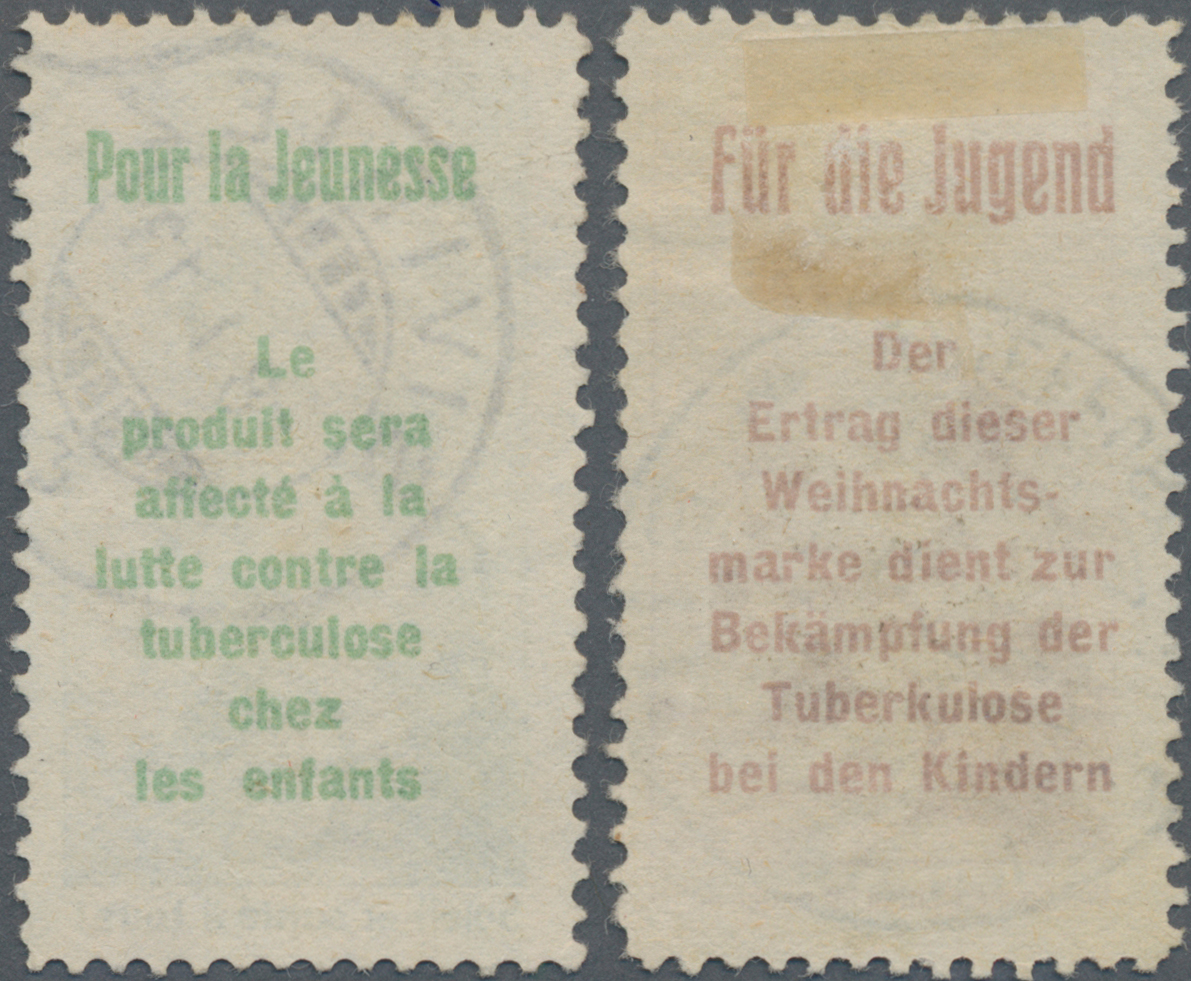 Pour la Jeunesse
Le
produit sera
affecté à la
lutte contre la
tuberculose
chez
les enfants
Für die Jugend
Der
Ertrag dieser
Weihnachts-
marke dient zur
Bekämpfung der
Tuberkulose
bei den Kindern